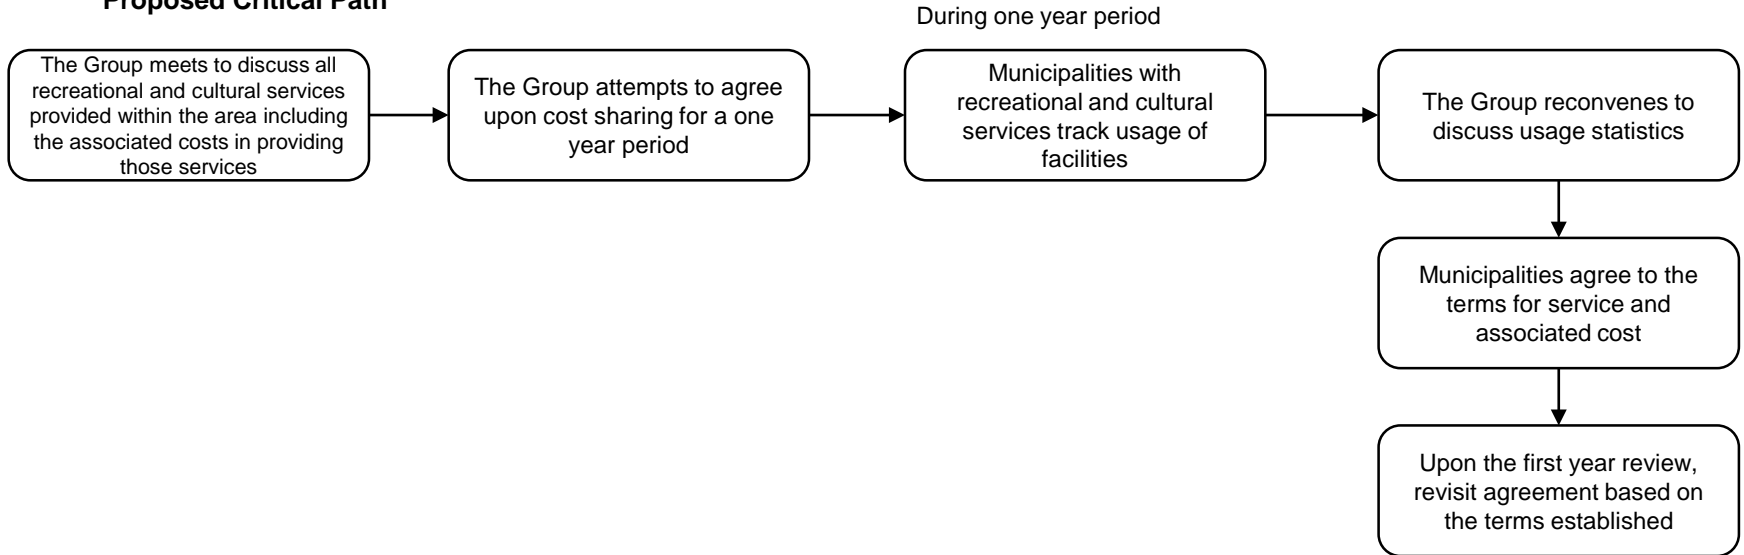 Proposed Critical Path
During one year period
The Group meets to discuss all
recreational and cultural services
provided within the area including
the associated costs in providing
those services
The Group attempts to agree
upon cost sharing for a one
year period
Municipalities with
recreational and cultural
services track usage of
facilities
The Group reconvenes to
discuss usage statistics
Municipalities agree to the
terms for service and
associated cost
Upon the first year review,
revisit agreement based on
the terms established